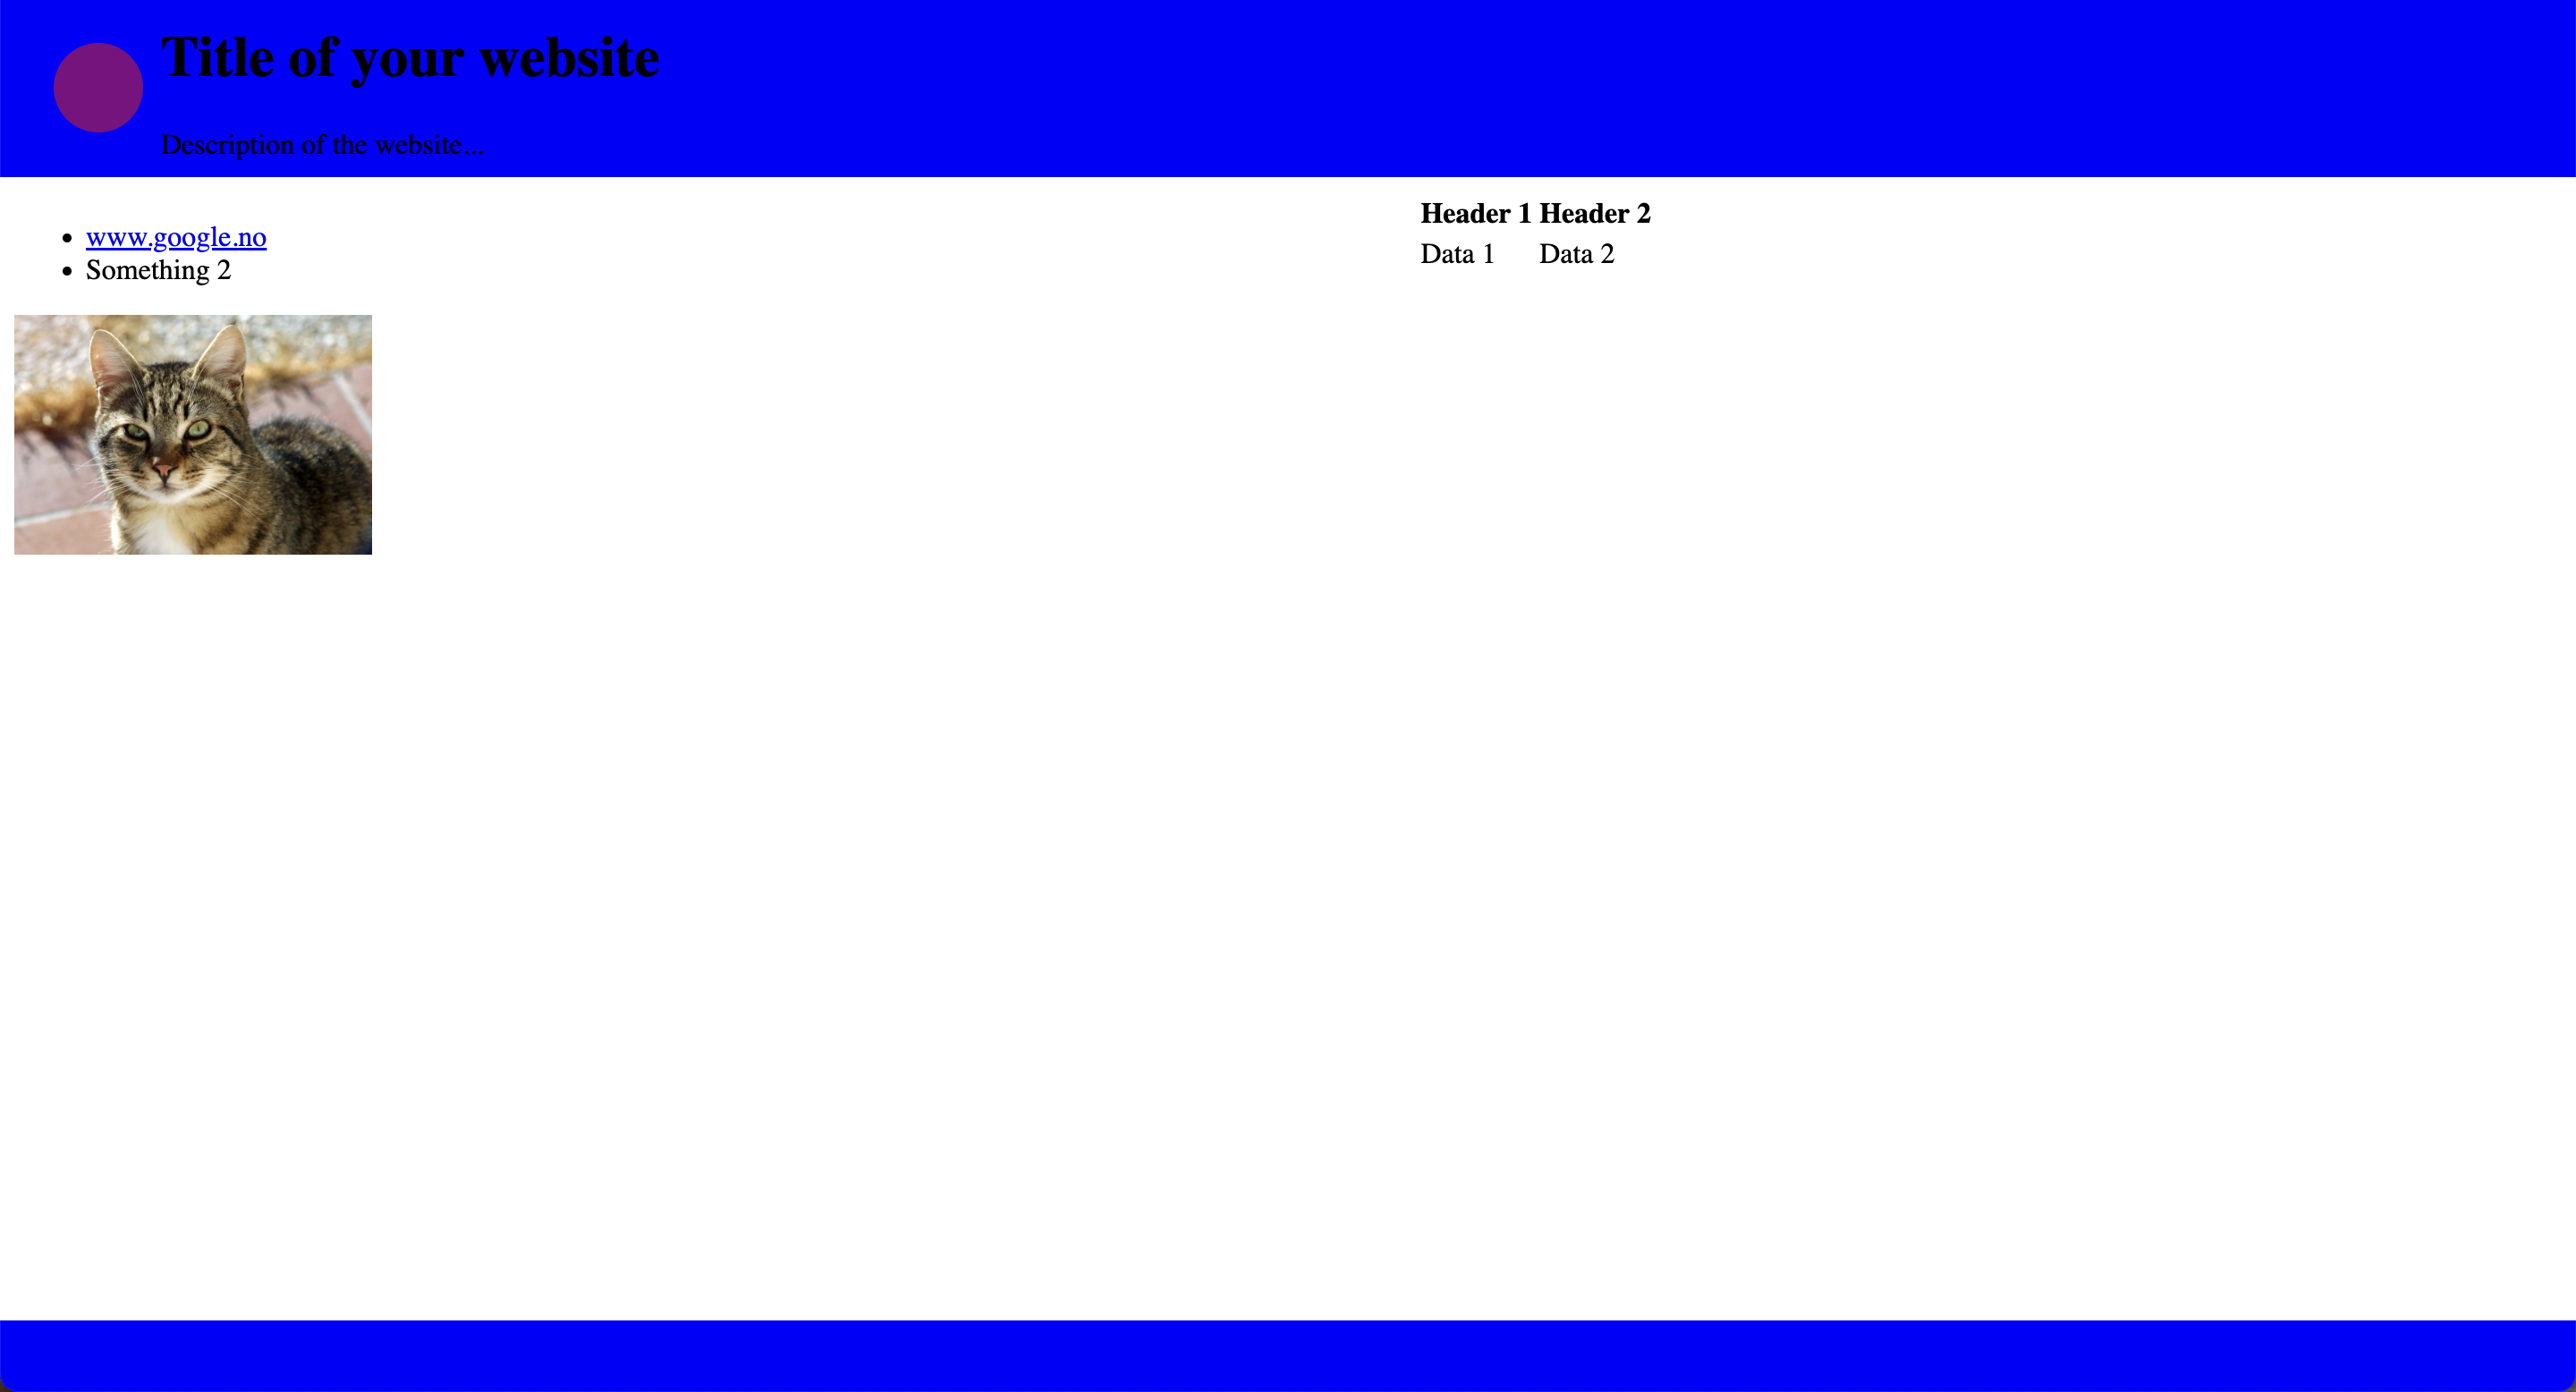 Title of your website
Description of the website...
www.google.no
Something 2
Header 1 Header 2
Data 1 Data 2